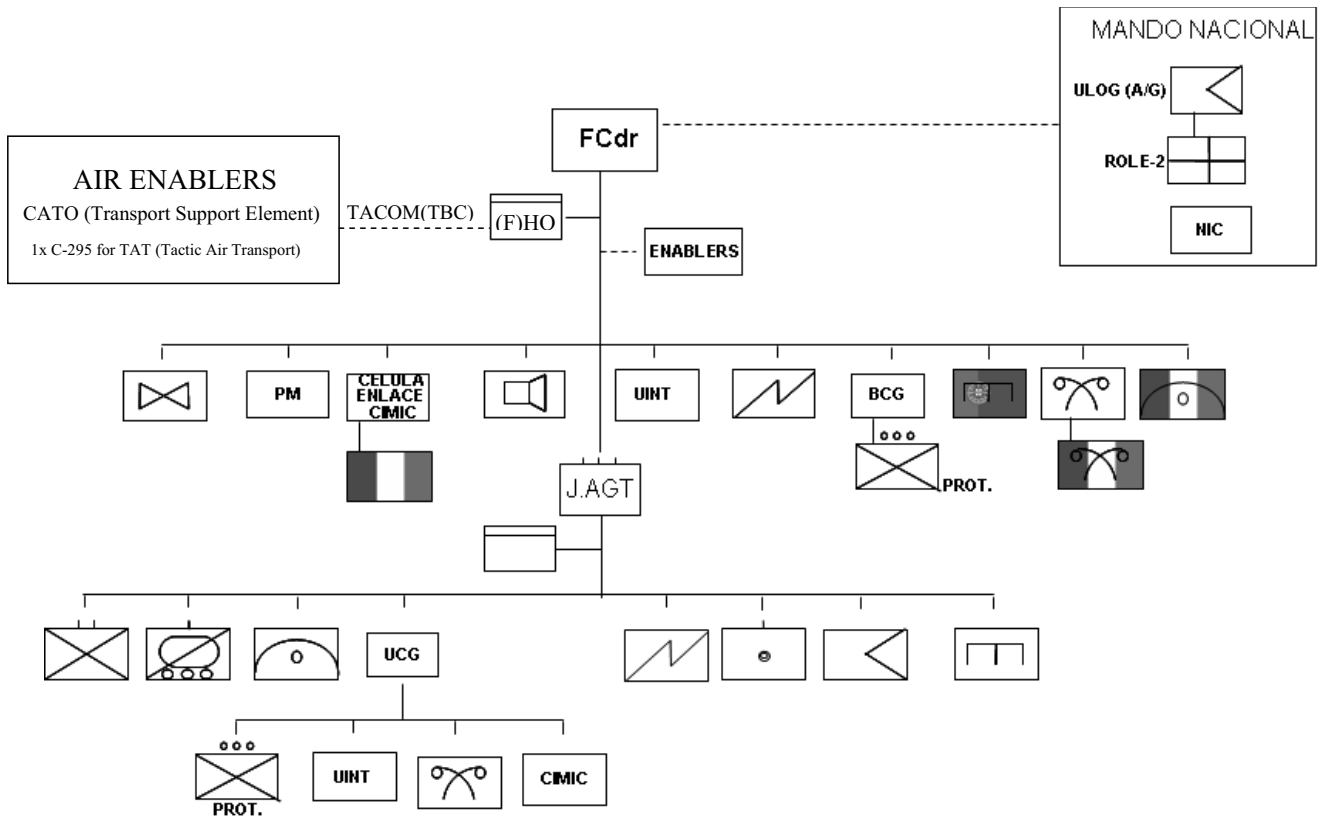 MANDO NACIONAL
ULOG (A/G)
ROLE-2
NIC
FCdr
AIR ENABLERS
CATO (Transport Support Element)
1x C-295 for TAT (Tactic Air Transport)
TACOM(TBC)
(F)HO
ENABLERS
PM
CELULA
ENLACE
CIMIC
UINT
BCG
PROT.
J.AGT
UCG
PROT.
UINT
CIMIC